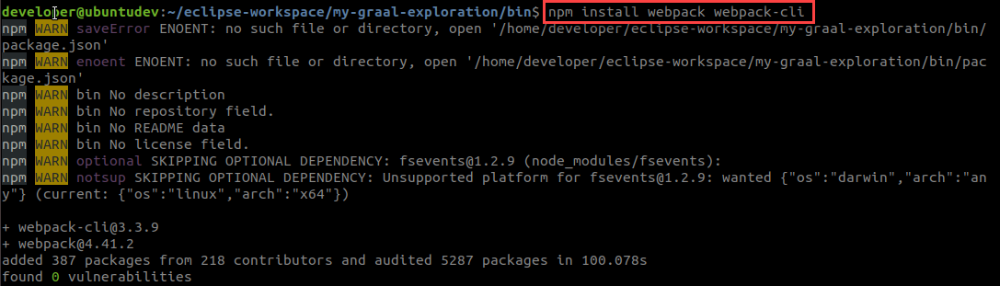 developer@ubuntudev:~/eclipse-workspace/my-graal-exploration/bin$ npm install webpack webpack-cli
npm WARN saveError ENOENT: no such file or directory, open '/home/developer/eclipse-workspace/my-graal-exploration/bin/
package.json'
npm WARN enoent ENOENT: no such file or directory, open '/home/developer/eclipse-workspace/my-graal-exploration/bin/pac
kage.json'
npm WARN bin No description
npm WARN bin No repository field.
npm WARN bin No README data
npm WARN bin No license field.
npm WARN optional SKIPPING OPTIONAL DEPENDENCY: fsevents@1.2.9 (node_modules/fsevents):
npm WARN notsup SKIPPING OPTIONAL DEPENDENCY: Unsupported platform for fsevents@1.2.9: wanted {"os":"darwin","arch":"an
y"} (current: {"os":"linux","arch":"x64"})
+ webpack-cli@3.3.9
+ webpack@4.41.2
added 387 packages from 218 contributors and audited 5287 packages in 100.078s
found 0 vulnerabilities